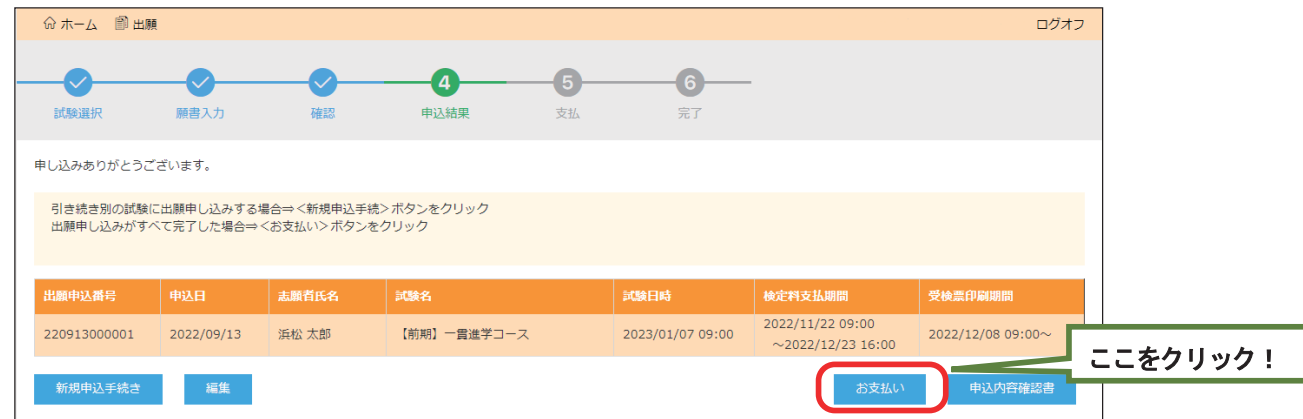 ホーム 出願 ログオフ
4 5 6
試験選択 願書入力 確認 申込結果 支払 完了
申し込みありがとうございます。
引き続き別の試験に出願申し込みする場合⇒<新規申込手続>ボタンをクリック
出願申し込みがすべて完了した場合⇒<お支払い>ボタンをクリック
出願申込番号 申込日 志願者氏名 試験名 試験日時 検定料支払期間 受検票印刷期間
220913000001 2022/09/13 浜松 太郎 【前期】一貫進学コース 2023/01/07 09:00 2022/11/22 09:00 2022/12/08 09:00～
～2022/12/23 16:00
ここをクリック！
新規申込手続き 編集 お支払い 申込内容確認書